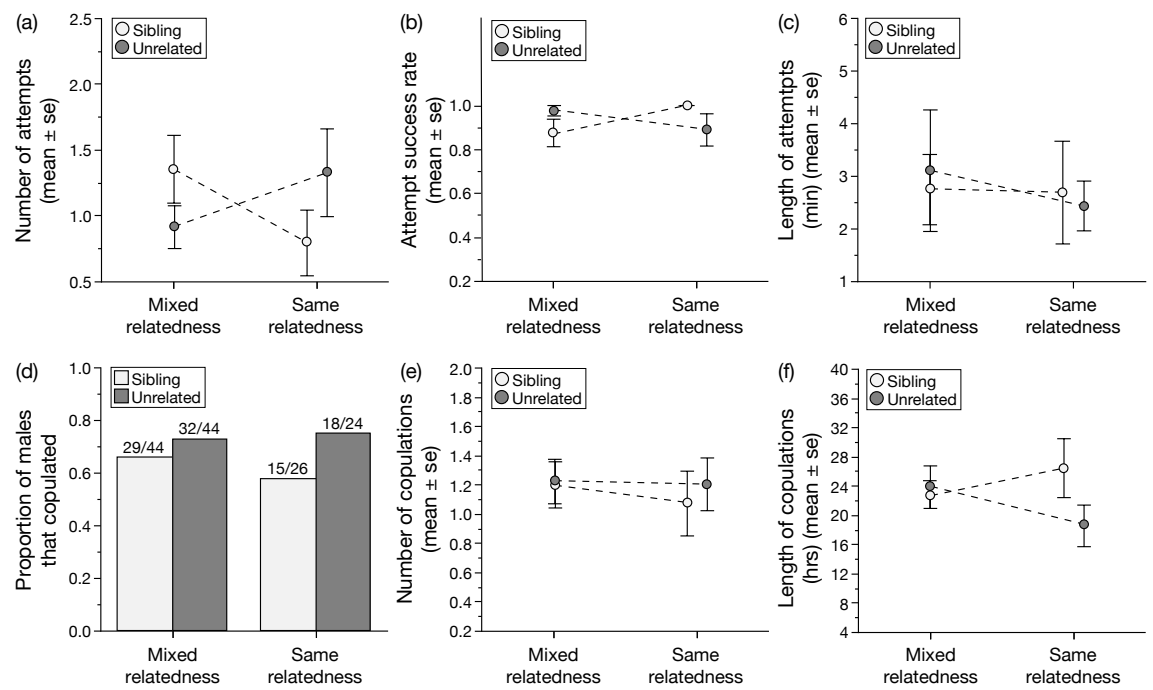 (a)
Sibling
Unrelated
Number of attempts
(mean ± se)
2.5
2.0
1.5
1.0
0.5
Mixed
relatedness
Same
relatedness
(b)
Sibling
Unrelated
Attempt success rate
(mean ± se)
1.0
0.8
0.6
0.4
0.2
Mixed
relatedness
Same
relatedness
(c)
Sibling
Unrelated
Length of attemtpts
(min) (mean ± se)
6
5
4
3
2
1
Mixed
relatedness
Same
relatedness
(d)
Sibling
Unrelated
Proportion of males
that copulated
1.0
0.8
0.6
0.4
0.2
0.0
29/44
32/44
15/26
18/24
Mixed
relatedness
Same
relatedness
(e)
Sibling
Unrelated
Number of copulations
(mean ± se)
2.0
1.8
1.6
1.4
1.2
1.0
0.8
0.6
0.4
0.2
Mixed
relatedness
Same
relatedness
(f)
Sibling
Unrelated
Length of copulations
(hrs) (mean ± se)
40
36
32
28
24
20
16
12
8
4
Mixed
relatedness
Same
relatedness